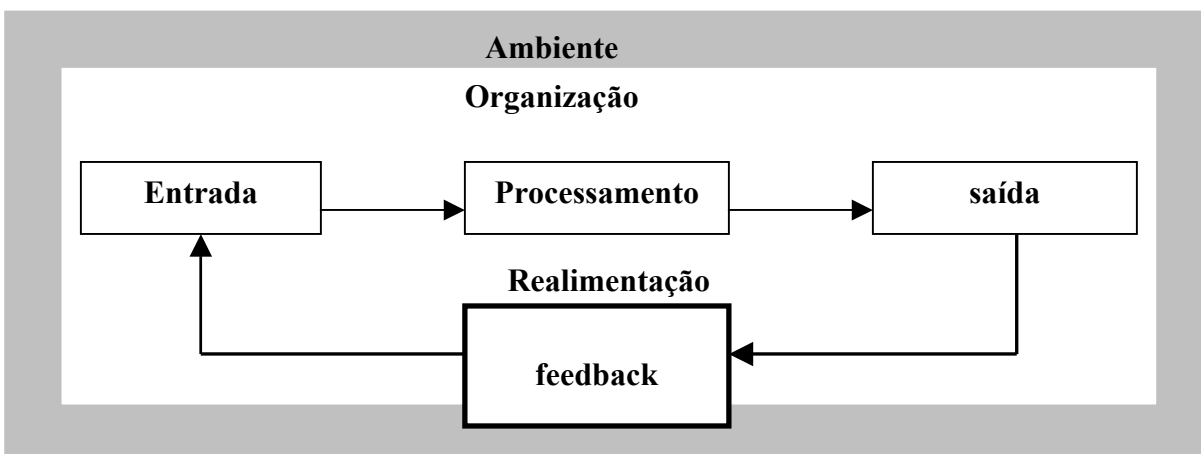 Ambiente
Organização
Entrada
Processamento
saída
Realimentação
feedback